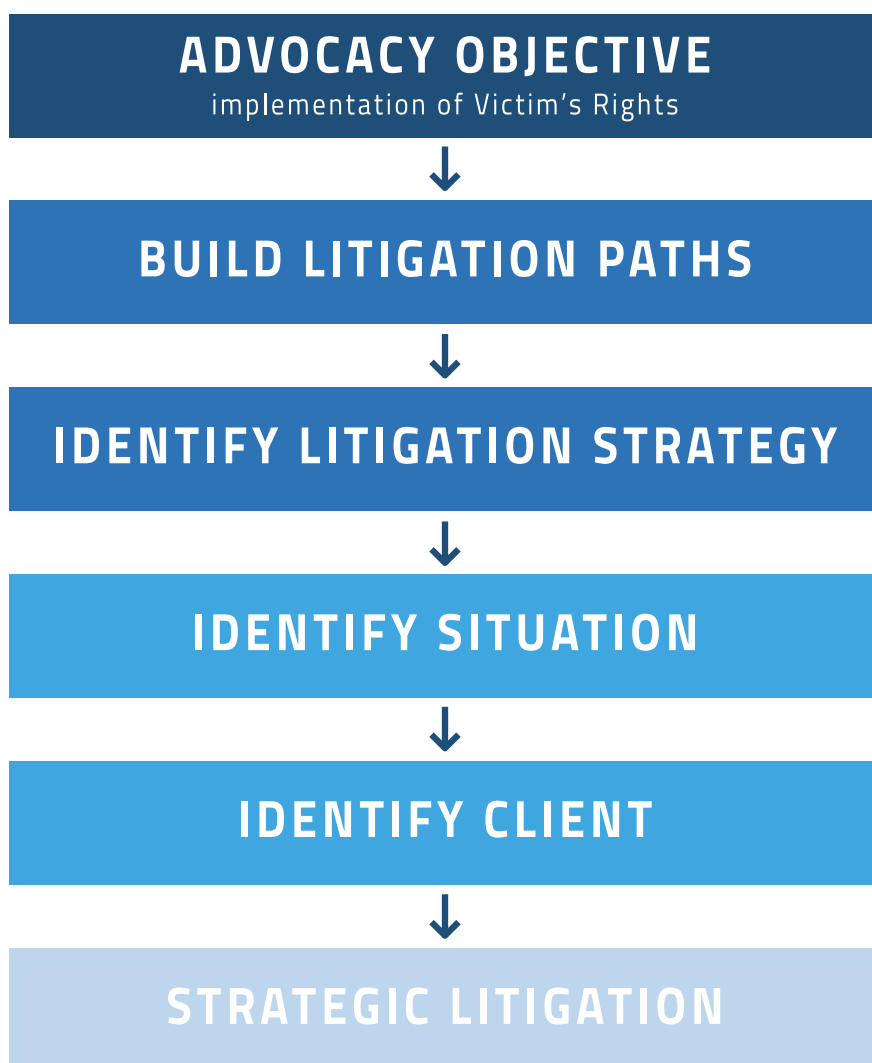 ADVOCACY OBJECTIVE
implementation of Victim's Rights
BUILD LITIGATION PATHS
IDENTIFY LITIGATION STRATEGY
IDENTIFY SITUATION
IDENTIFY CLIENT
STRATEGIC LITIGATION